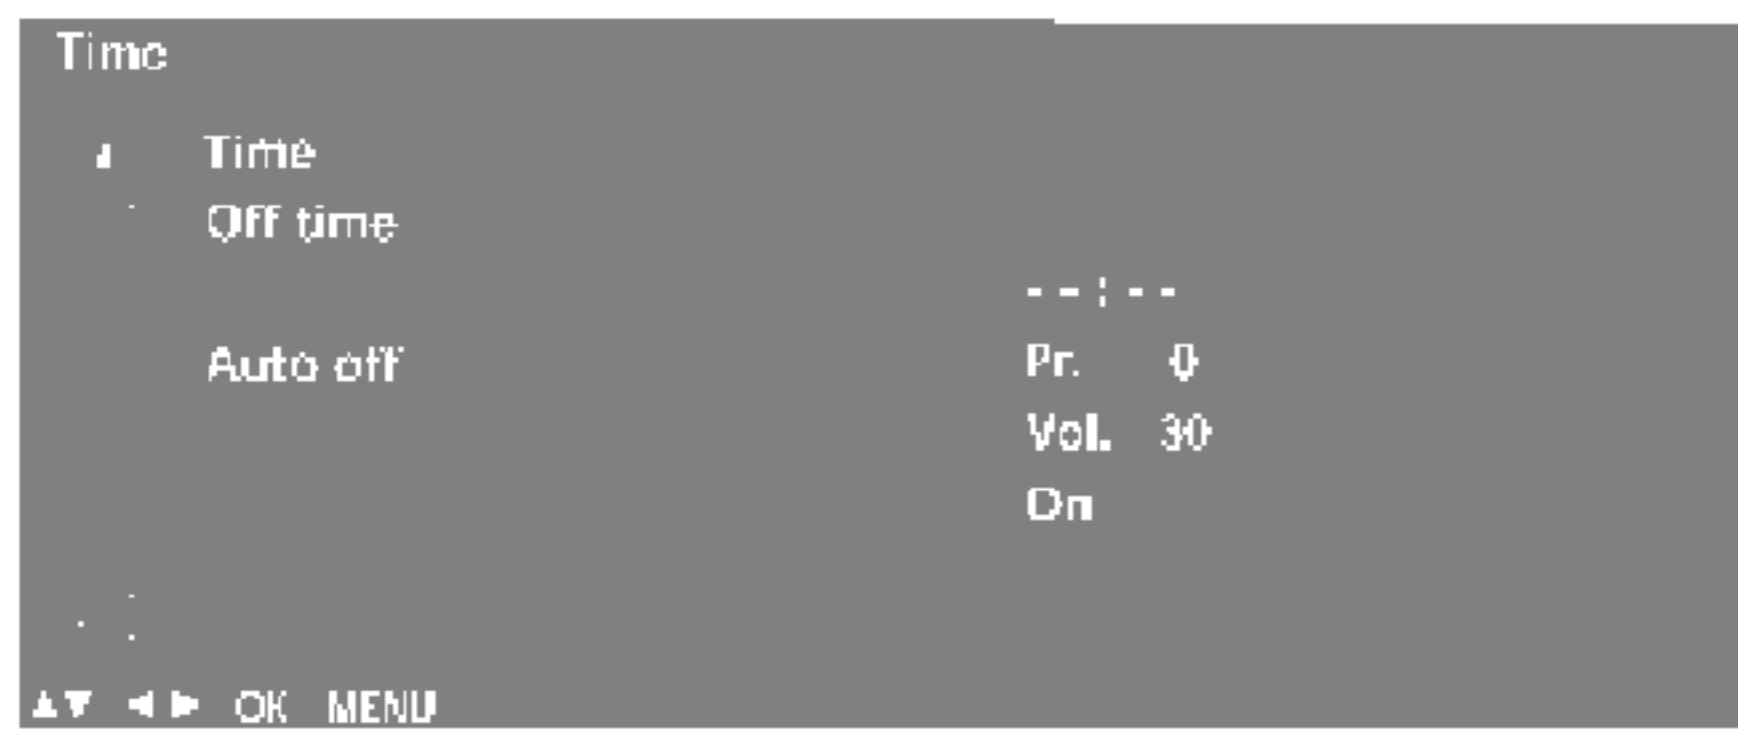 Time
Time
Off time
--:--
Auto off Pr. 0
Vol. 30
On
▲▼ ◀▶ OK MENU